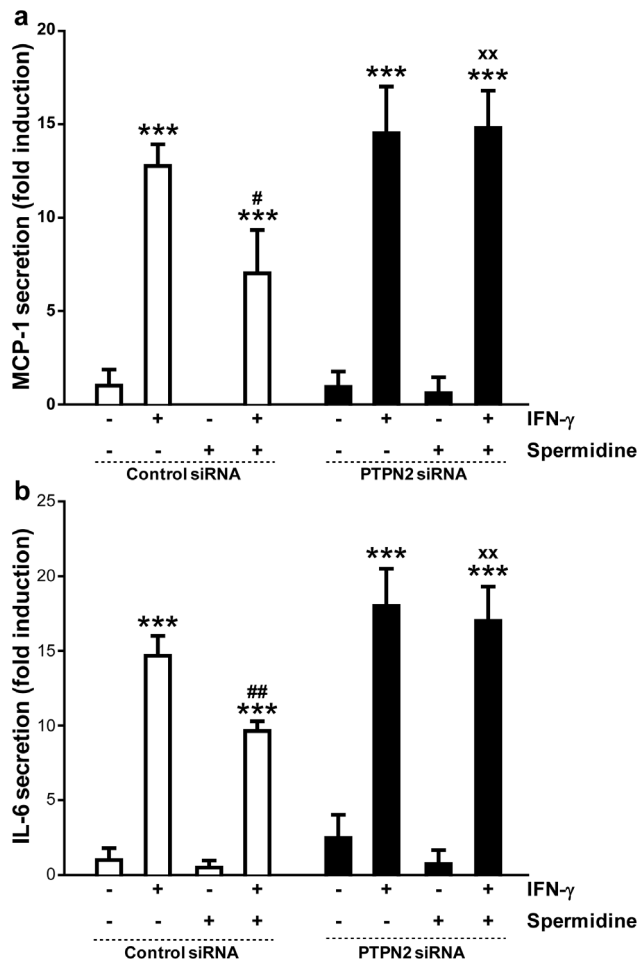 a
MCP-1 secretion (fold induction)
20
15
10
5
0
***
#
***
***
xx
***
- + - + - + - + IFN-γ
- - + + - - + + Spermidine
Control siRNA PTPN2 siRNA
b
IL-6 secretion (fold induction)
25
20
15
10
5
0
***
##
***
***
xx
***
- + - + - + - + IFN-γ
- - + + - - + + Spermidine
Control siRNA PTPN2 siRNA